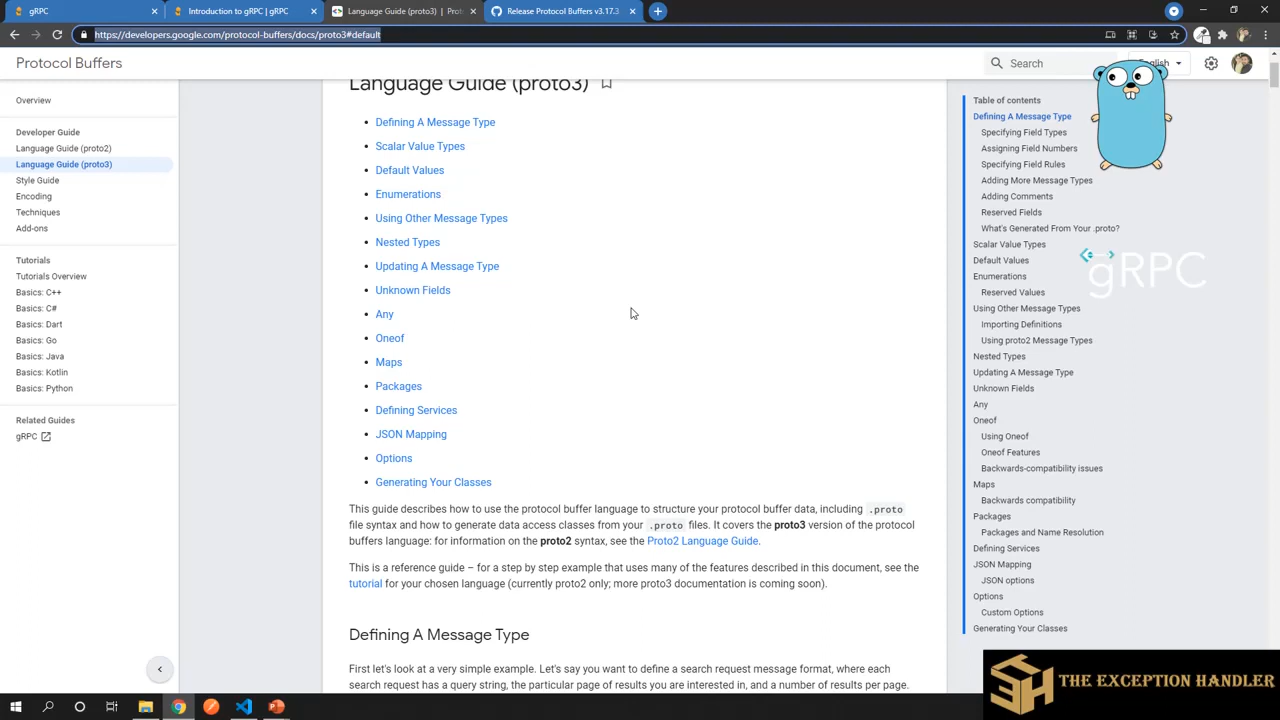 gRPC
Introduction to gRPC | gRPC
Language Guide (proto3) | Proto
Release Protocol Buffers v3.17.3
https://developers.google.com/protocol-buffers/docs/proto3#default
Protocol Buffers
Search
English
Overview
Developer Guide
Language Guide (proto2)
Language Guide (proto3)
Style Guide
Encoding
Techniques
Add-ons
Tutorials
Tutorials Overview
Basics: C++
Basics: C#
Basics: Dart
Basics: Go
Basics: Java
Basics: Kotlin
Basics: Python
Related Guides
gRPC
Language Guide (proto3)
• Defining A Message Type
• Scalar Value Types
• Default Values
• Enumerations
• Using Other Message Types
• Nested Types
• Updating A Message Type
• Unknown Fields
• Any
• Oneof
• Maps
• Packages
• Defining Services
• JSON Mapping
• Options
• Generating Your Classes
This guide describes how to use the protocol buffer language to structure your protocol buffer data, including .proto
file syntax and how to generate data access classes from your .proto files. It covers the proto3 version of the protocol
buffers language: for information on the proto2 syntax, see the Proto2 Language Guide.
This is a reference guide – for a step by step example that uses many of the features described in this document, see the
tutorial for your chosen language (currently proto2 only; more proto3 documentation is coming soon).
Defining A Message Type
First let's look at a very simple example. Let's say you want to define a search request message format, where each
search request has a query string, the particular page of results you are interested in, and a number of results per page.
Table of contents
Defining A Message Type
Specifying Field Types
Assigning Field Numbers
Specifying Field Rules
Adding More Message Types
Adding Comments
Reserved Fields
What's Generated From Your .proto?
Scalar Value Types
Default Values
Enumerations
Reserved Values
Using Other Message Types
Importing Definitions
Using proto2 Message Types
Nested Types
Updating A Message Type
Unknown Fields
Any
Oneof
Using Oneof
Oneof Features
Backwards-compatibility issues
Maps
Backwards compatibility
Packages
Packages and Name Resolution
Defining Services
JSON Mapping
JSON options
Options
Custom Options
Generating Your Classes
gRPC
THE EXCEPTION HANDLER